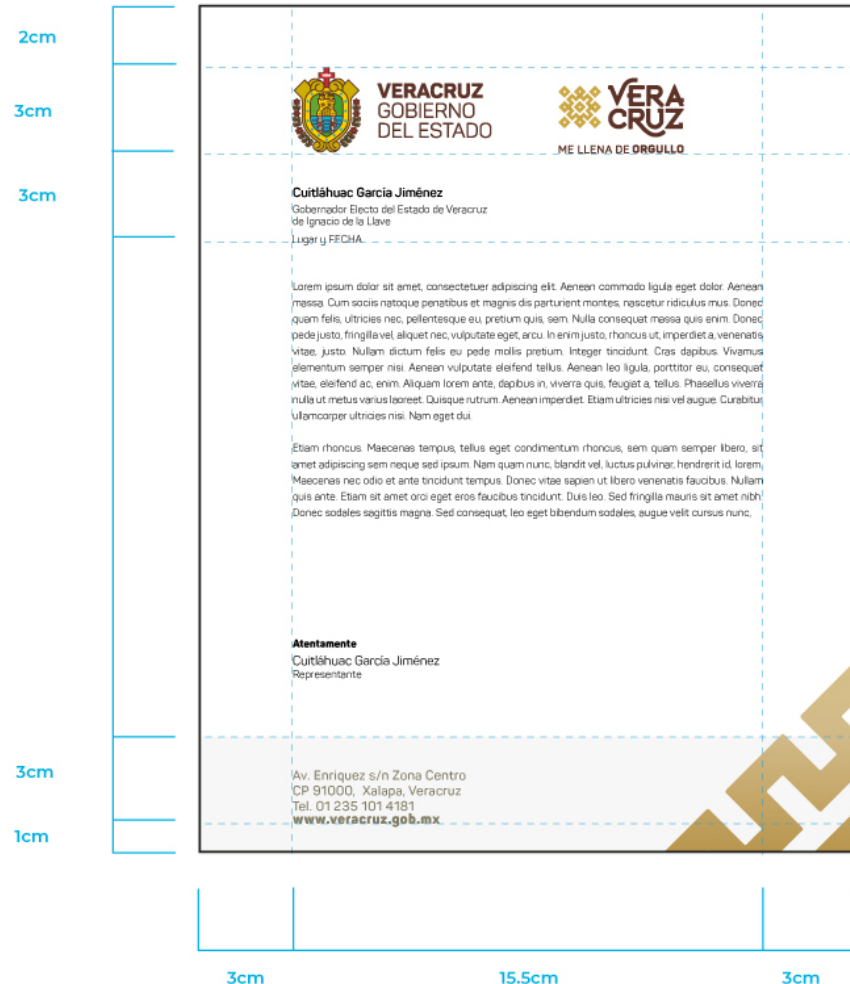 2cm
3cm
3cm
VERACRUZ
GOBIERNO
DEL ESTADO
VERA
CRUZ
ME LLENA DE ORGULLO
Cuitláhuac García Jiménez
Gobernador Electo del Estado de Veracruz
de Ignacio de la Llave
Lugar y FECHA
Lorem ipsum dolor sit amet, consectetuer adipiscing elit. Aenean commodo ligula eget dolor. Aenean
massa. Cum sociis natoque penatibus et magnis dis parturient montes, nascetur ridiculus mus. Donec
quam felis, ultricies nec, pellentesque eu, pretium quis, sem. Nulla consequat massa quis enim. Donec
pede justo, fringilla vel, aliquet nec, vulputate eget, arcu. In enim justo, rhoncus ut, imperdiet a, venenatis
vitae, justo. Nullam dictum felis eu pede mollis pretium. Integer tincidunt. Cras dapibus. Vivamus
elementum semper nisi. Aenean vulputate eleifend tellus. Aenean leo ligula, porttitor eu, consequat
vitae, eleifend ac, enim. Aliquam lorem ante, dapibus in, viverra quis, feugiat a, tellus. Phasellus viverra
nulla ut metus varius laoreet. Quisque rutrum. Aenean imperdiet. Etiam ultricies nisi vel augue. Curabitur
ullamcorper ultricies nisi. Nam eget dui.
Etiam rhoncus. Maecenas tempus, tellus eget condimentum rhoncus, sem quam semper libero, sit
amet adipiscing sem neque sed ipsum. Nam quam nunc, blandit vel, luctus pulvinar, hendrerit id, lorem.
Maecenas nec odio et ante tincidunt tempus. Donec vitae sapien ut libero venenatis faucibus. Nullam
quis ante. Etiam sit amet orci eget eros faucibus tincidunt. Duis leo. Sed fringilla mauris sit amet nibh.
Donec sodales sagittis magna. Sed consequat, leo eget bibendum sodales, augue velit cursus nunc,
Atentamente
Cuitláhuac García Jiménez
Representante
3cm
1cm
Av. Enriquez s/n Zona Centro
CP 91000, Xalapa, Veracruz
Tel. 01 235 101 4181
www.veracruz.gob.mx
3cm
15.5cm
3cm